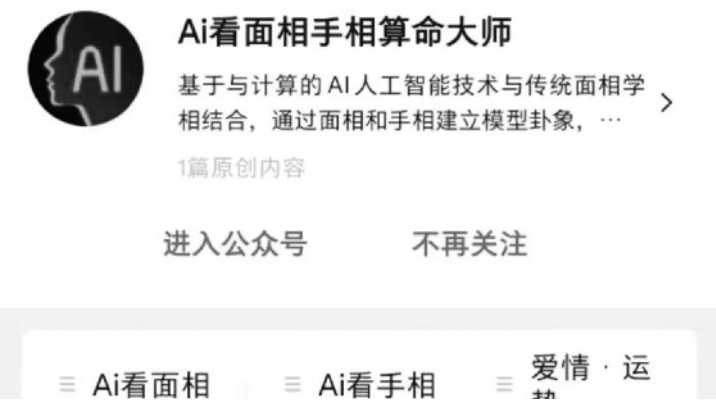 AI
Ai看面相手相算命大师
基于与计算的AI人工智能技术与传统面相学
相结合，通过面相和手相建立模型卦象，…
1篇原创内容
进入公众号 不再关注
Ai看面相 Ai看手相 爱情·运
势